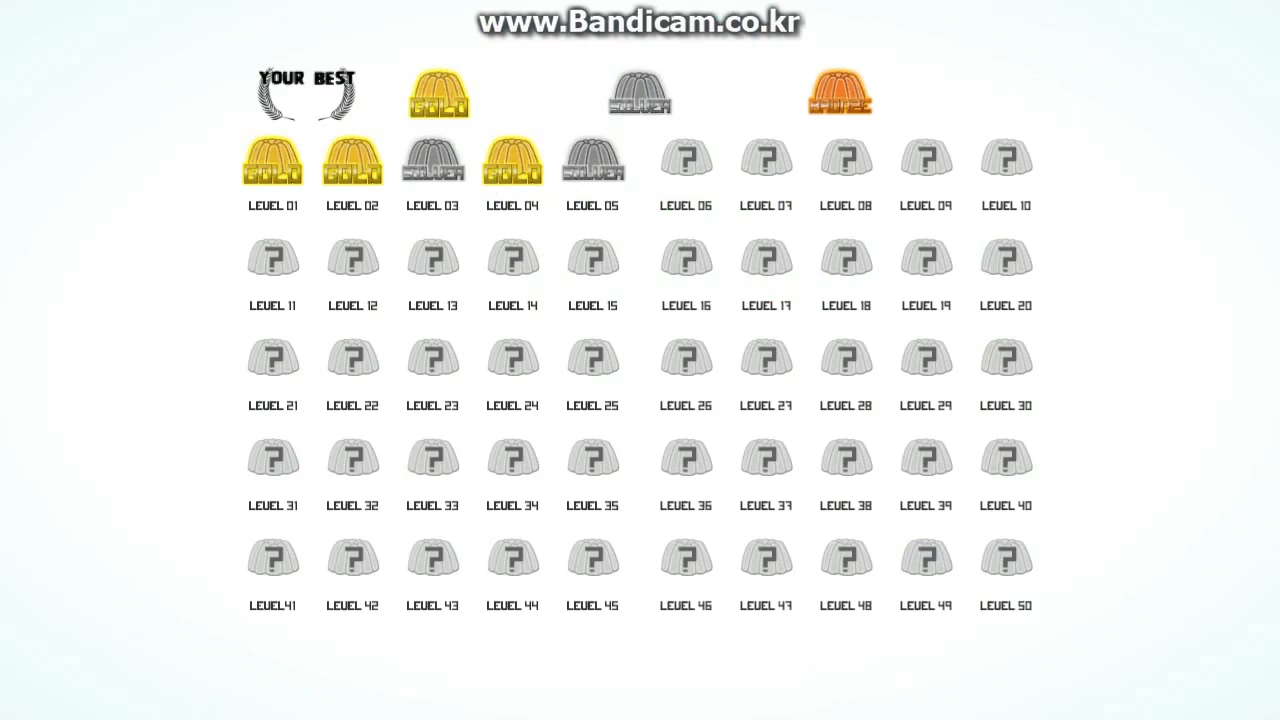 www.Bandicam.co.kr
YOUR BEST GOLD SILVER BRONZE
GOLD GOLD SILVER GOLD SILVER ? ? ? ? ?
LEVEL 01 LEVEL 02 LEVEL 03 LEVEL 04 LEVEL 05 LEVEL 06 LEVEL 07 LEVEL 08 LEVEL 09 LEVEL 10
? ? ? ? ? ? ? ? ? ?
LEVEL 11 LEVEL 12 LEVEL 13 LEVEL 14 LEVEL 15 LEVEL 16 LEVEL 17 LEVEL 18 LEVEL 19 LEVEL 20
? ? ? ? ? ? ? ? ? ?
LEVEL 21 LEVEL 22 LEVEL 23 LEVEL 24 LEVEL 25 LEVEL 26 LEVEL 27 LEVEL 28 LEVEL 29 LEVEL 30
? ? ? ? ? ? ? ? ? ?
LEVEL 31 LEVEL 32 LEVEL 33 LEVEL 34 LEVEL 35 LEVEL 36 LEVEL 37 LEVEL 38 LEVEL 39 LEVEL 40
? ? ? ? ? ? ? ? ? ?
LEVEL41 LEVEL 42 LEVEL 43 LEVEL 44 LEVEL 45 LEVEL 46 LEVEL 47 LEVEL 48 LEVEL 49 LEVEL 50